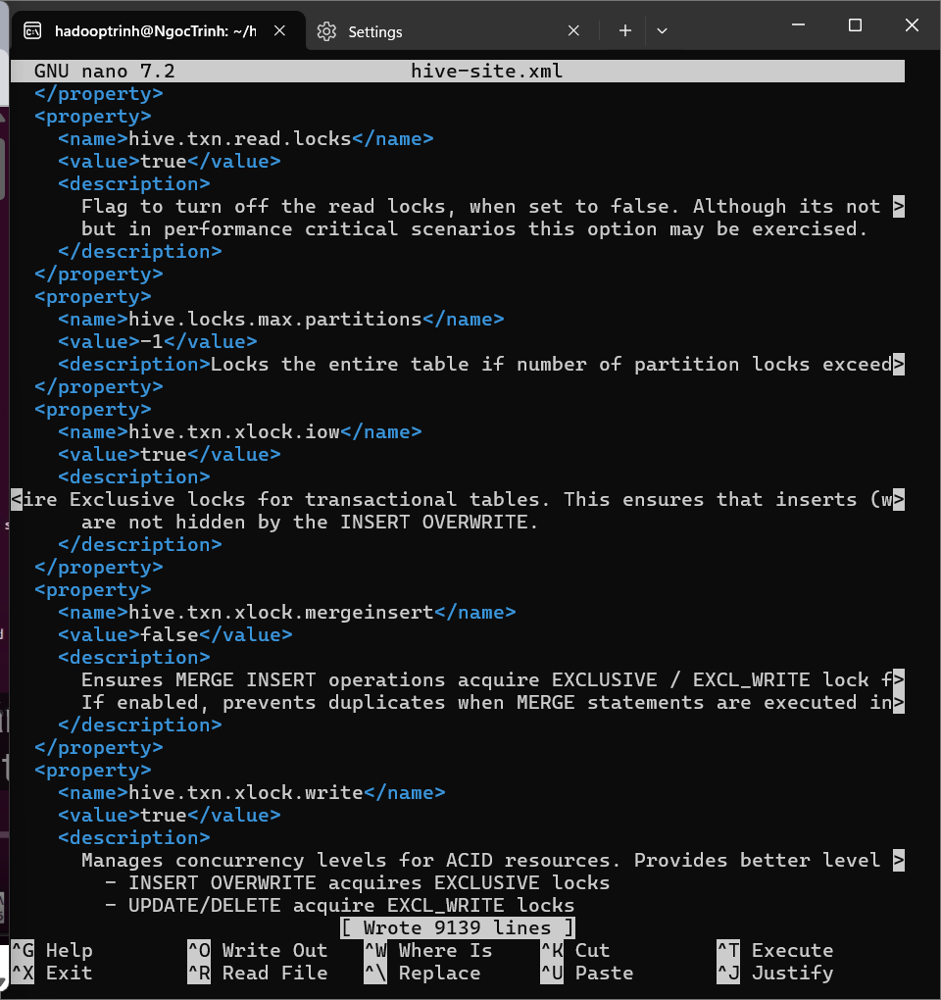 hadooptrinh@NgocTrinh: ~/h
Settings
GNU nano 7.2 hive-site.xml
</property>
<property>
<name>hive.txn.read.locks</name>
<value>true</value>
<description>
Flag to turn off the read locks, when set to false. Although its not >
but in performance critical scenarios this option may be exercised.
</description>
</property>
<property>
<name>hive.locks.max.partitions</name>
<value>-1</value>
<description>Locks the entire table if number of partition locks exceed>
</property>
<property>
<name>hive.txn.xlock.iow</name>
<value>true</value>
<description>
<ire Exclusive locks for transactional tables. This ensures that inserts (w>
are not hidden by the INSERT OVERWRITE.
</description>
</property>
<property>
<name>hive.txn.xlock.mergeinsert</name>
<value>false</value>
<description>
Ensures MERGE INSERT operations acquire EXCLUSIVE / EXCL_WRITE lock f>
If enabled, prevents duplicates when MERGE statements are executed in>
</description>
</property>
<property>
<name>hive.txn.xlock.write</name>
<value>true</value>
<description>
Manages concurrency levels for ACID resources. Provides better level >
- INSERT OVERWRITE acquires EXCLUSIVE locks
- UPDATE/DELETE acquire EXCL_WRITE locks
[ Wrote 9139 lines ]
^G Help ^O Write Out ^W Where Is ^K Cut ^T Execute
^X Exit ^R Read File ^\ Replace ^U Paste ^J Justify